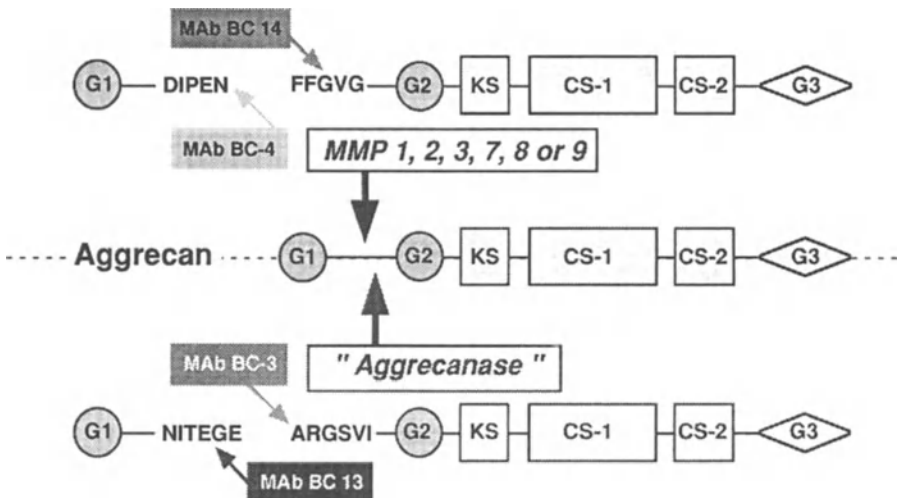 MAb BC 14
G1 DIPEN FFGVG G2 KS CS-1 CS-2 G3
MAb BC-4
MMP 1, 2, 3, 7, 8 or 9
Aggrecan G1 G2 KS CS-1 CS-2 G3
MAb BC-3
" Aggrecanase "
G1 NITEGE ARGSVI G2 KS CS-1 CS-2 G3
MAb BC 13